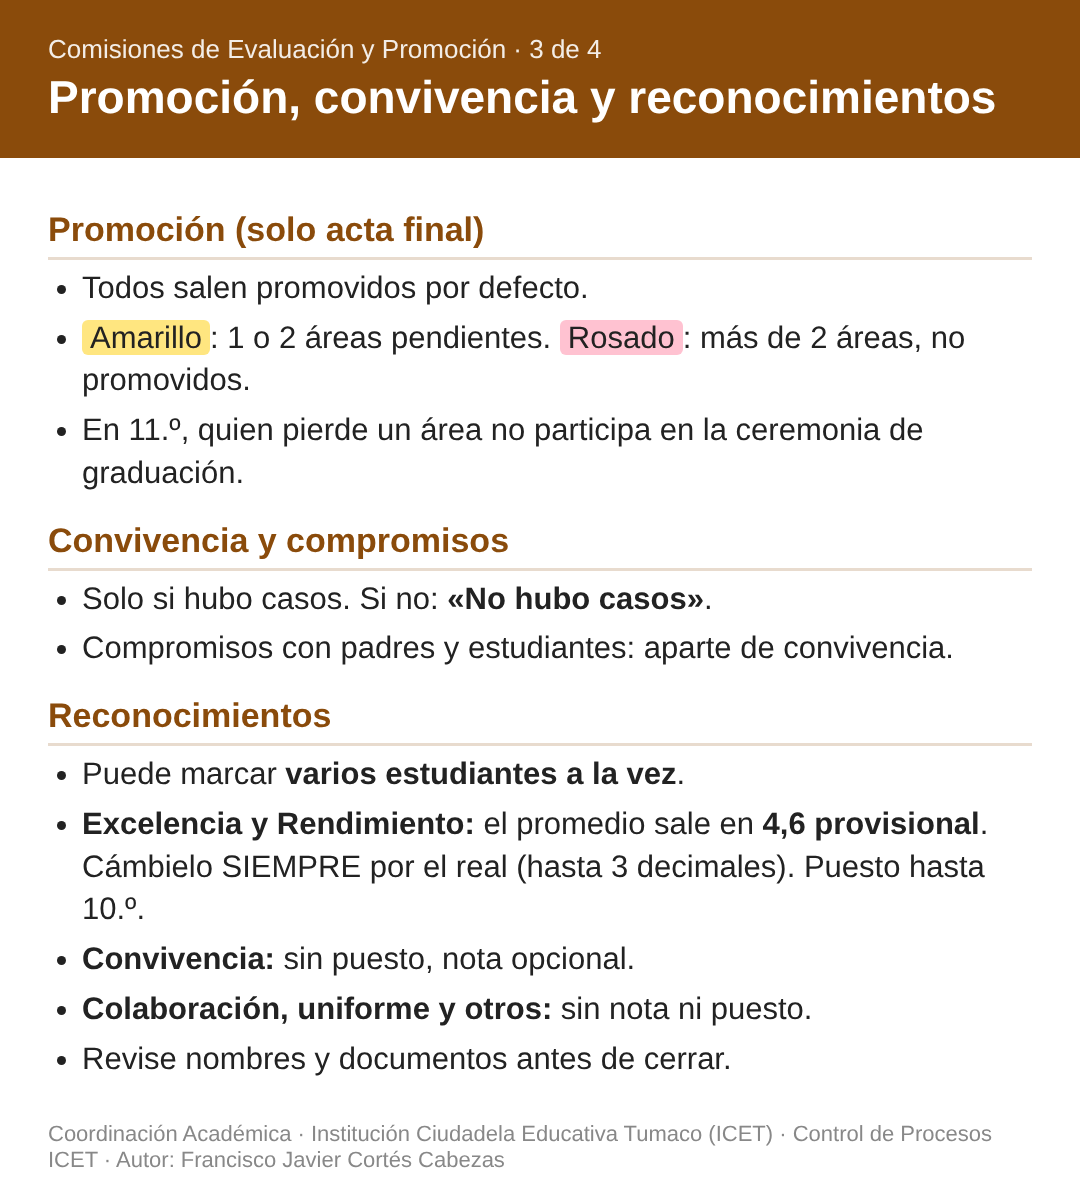 Comisiones de Evaluación y Promoción · 3 de 4
Promoción, convivencia y reconocimientos
Promoción (solo acta final)
• Todos salen promovidos por defecto.
• Amarillo: 1 o 2 áreas pendientes. Rosado: más de 2 áreas, no
promovidos.
• En 11.º, quien pierde un área no participa en la ceremonia de
graduación.
Convivencia y compromisos
• Solo si hubo casos. Si no: «No hubo casos».
• Compromisos con padres y estudiantes: aparte de convivencia.
Reconocimientos
• Puede marcar varios estudiantes a la vez.
• Excelencia y Rendimiento: el promedio sale en 4,6 provisional.
Cámbielo SIEMPRE por el real (hasta 3 decimales). Puesto hasta
10.º.
• Convivencia: sin puesto, nota opcional.
• Colaboración, uniforme y otros: sin nota ni puesto.
• Revise nombres y documentos antes de cerrar.
Coordinación Académica · Institución Ciudadela Educativa Tumaco (ICET) · Control de Procesos
ICET · Autor: Francisco Javier Cortés Cabezas